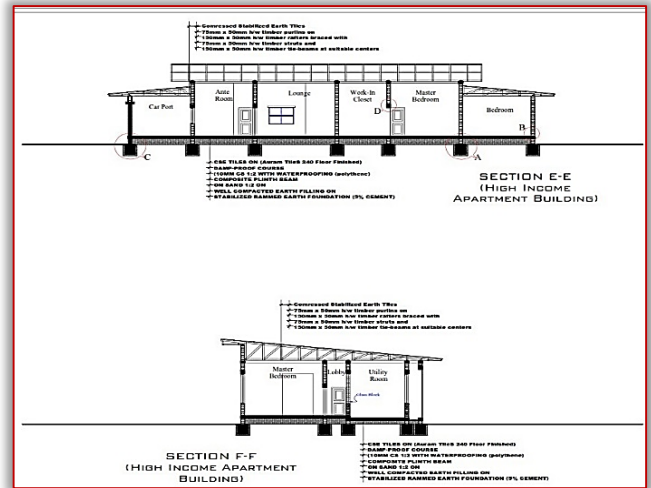 Compressed Stabilized Earth Tiles
75mm x 50mm h/w timber purlins on
150mm x 50mm h/w timber rafters braced with
75mm x 50mm h/w timber struts and
150mm x 50mm h/w timber tie-beams at suitable centers
Car Port
Ante
Room
Lounge
Work-In
Closet
Master
Bedroom
Bedroom
D
B
C
A
CSE TILES ON (Auram Tiles 240 Floor Finished)
DAMP-PROOF COURSE
(10MM CS 1:2 WITH WATERPROOFING (polythene)
COMPOSITE PLINTH BEAM
ON SAND 1:2 ON
WELL COMPACTED EARTH FILLING ON
STABILIZED RAMMED EARTH FOUNDATION (5% CEMENT)
SECTION E-E
(HIGH INCOME
APARTMENT BUILDING)
Compressed Stabilized Earth Tiles
75mm x 50mm h/w timber purlins on
150mm x 50mm h/w timber rafters braced with
75mm x 50mm h/w timber struts and
150mm x 50mm h/w timber tie-beams at suitable centers
Master
Bedroom
Lobby
Utility
Room
Glass Block
CSE TILES ON (Auram Tiles 240 Floor Finished)
DAMP-PROOF COURSE
(10MM CS 1:2 WITH WATERPROOFING (polythene)
COMPOSITE PLINTH BEAM
ON SAND 1:2 ON
WELL COMPACTED EARTH FILLING ON
STABILIZED RAMMED EARTH FOUNDATION (5% CEMENT)
SECTION F-F
(HIGH INCOME APARTMENT
BUILDING)